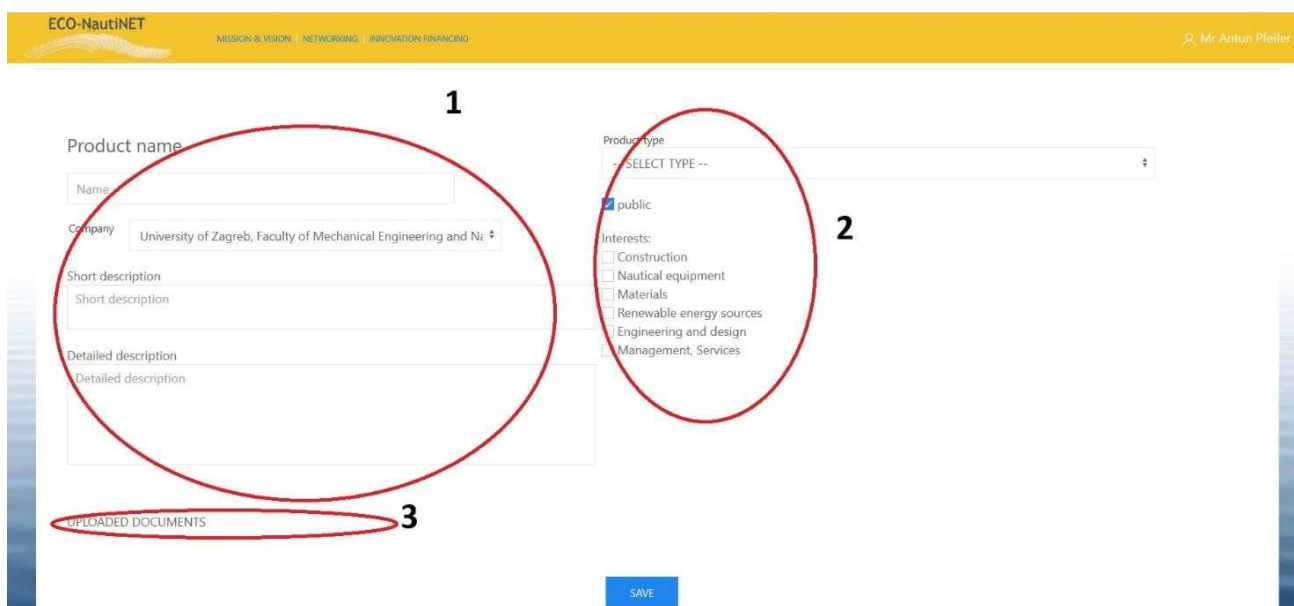 ECO-NautiNET
MISSION & VISION | NETWORKING | INNOVATION FINANCING
Mr Antun Pfeifer
1
Product name
Name
Company
University of Zagreb, Faculty of Mechanical Engineering and Na
Short description
Short description
Detailed description
Detailed description
Product type
-- SELECT TYPE --
public
2
Interests:
Construction
Nautical equipment
Materials
Renewable energy sources
Engineering and design
Management, Services
UPLOADED DOCUMENTS
3
SAVE